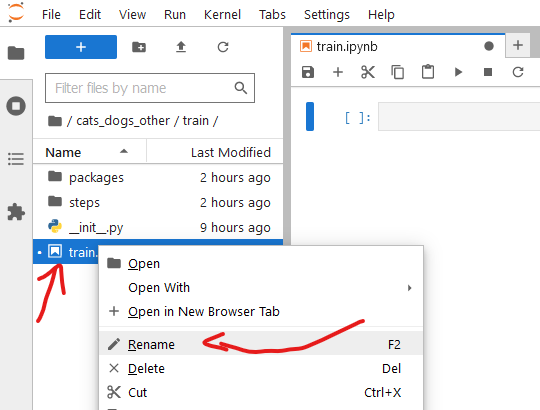 File Edit View Run Kernel Tabs Settings Help
train.ipynb
Filter files by name
/ cats_dogs_other / train /
[ ]:
Name Last Modified
packages 2 hours ago
steps 2 hours ago
__init__.py 9 hours ago
train.
Open
Open With
Open in New Browser Tab
Rename F2
Delete Del
Cut Ctrl+X